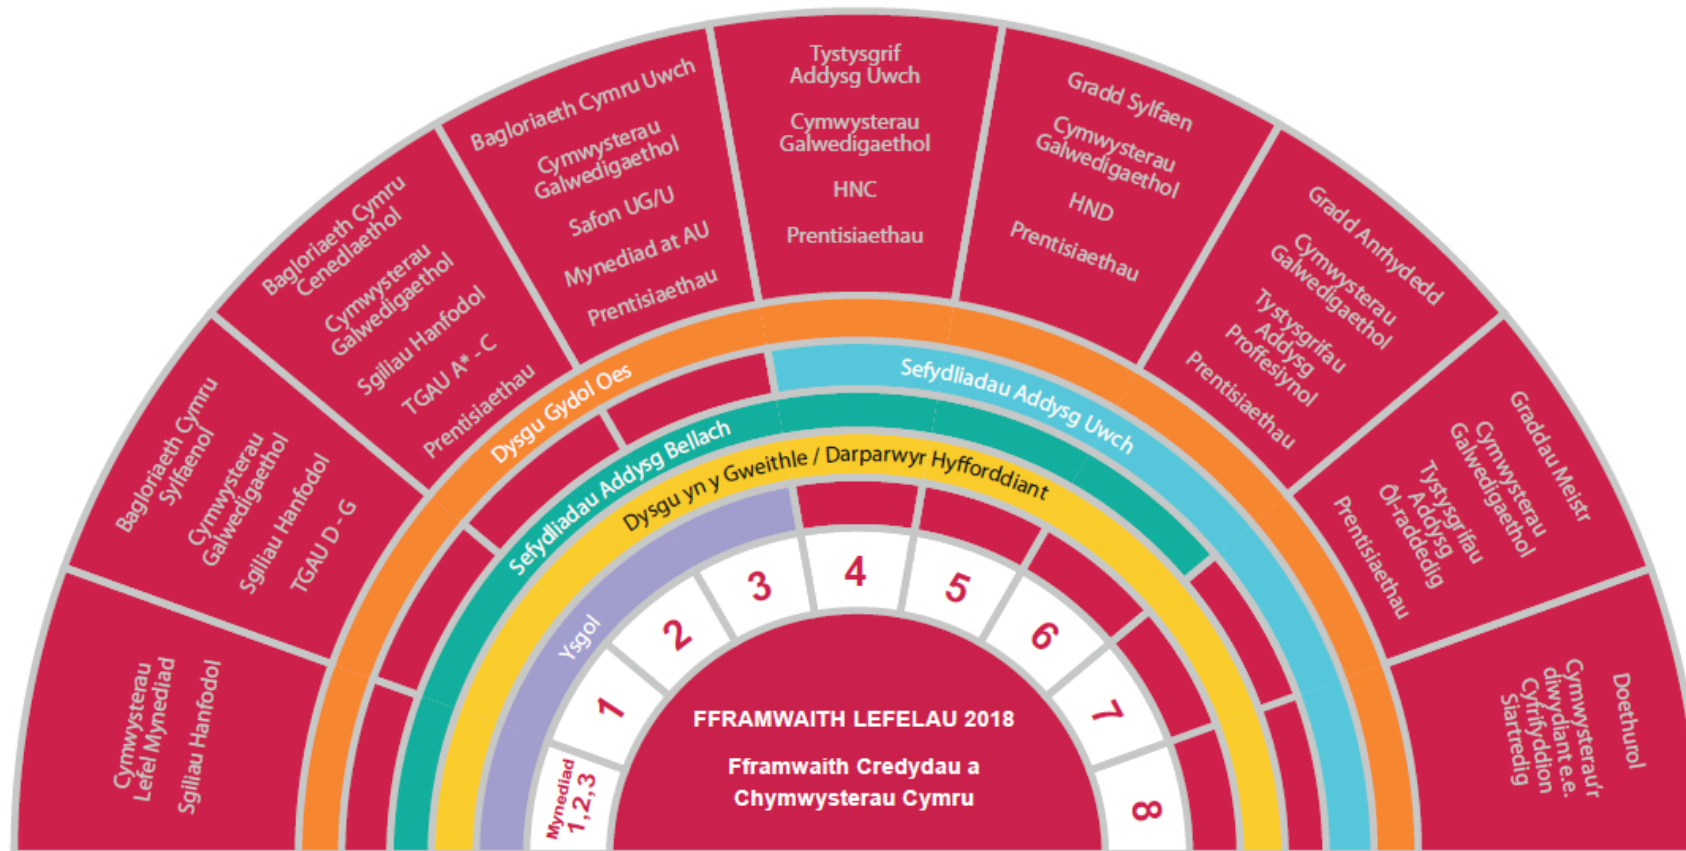 Cymwysterau
Lefel Mynediad
Sgiliau Hanfodol
Bagloriaeth Cymru
Sylfaenol
Cymwysterau
Galwedigaethol
Sgiliau Hanfodol
TGAU D - G
Bagloriaeth Cymru
Cenedlaethol
Cymwysterau
Galwedigaethol
Sgiliau Hanfodol
TGAU A* - C
Prentisiaethau
Bagloriaeth Cymru Uwch
Cymwysterau
Galwedigaethol
Safon UG/U
Mynediad at AU
Prentisiaethau
Tystysgrif
Addysg Uwch
Cymwysterau
Galwedigaethol
HNC
Prentisiaethau
Gradd Sylfaen
Cymwysterau
Galwedigaethol
HND
Prentisiaethau
Gradd Anrhydedd
Cymwysterau
Galwedigaethol
Tystysgrifau
Addysg
Proffesiynol
Prentisiaethau
Graddau Meistr
Cymwysterau
Galwedigaethol
Tystysgrifau
Addysg
Ôl-raddedig
Prentisiaethau
Doethurol
Cymwysterau'r
diwydiant e.e.
Cyfrifyddion
Siartredig
Dysgu Gydol Oes
Sefydliadau Addysg Uwch
Sefydliadau Addysg Bellach
Dysgu yn y Gweithle / Darparwyr Hyfforddiant
Ysgol
Mynediad
1,2,3
1
2
3
4
5
6
7
8
FFRAMWAITH LEFELAU 2018
Fframwaith Credydau a
Chymwysterau Cymru